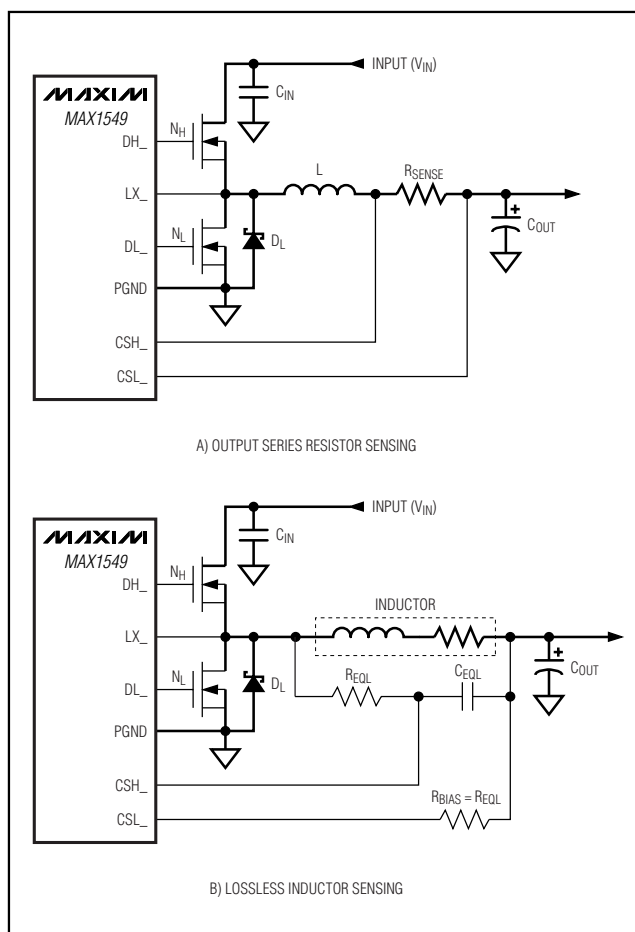 INPUT (VIN)
CIN
MAXIM
MAX1549
NH
DH_
L
RSENSE
LX_
+
NL
DL
COUT
DL_
PGND
CSH_
CSL_
A) OUTPUT SERIES RESISTOR SENSING
INPUT (VIN)
CIN
MAXIM
MAX1549
NH
DH_
INDUCTOR
LX_
+
NL
DL
REQL
CEQL
COUT
DL_
PGND
CSH_
RBIAS = REQL
CSL_
B) LOSSLESS INDUCTOR SENSING